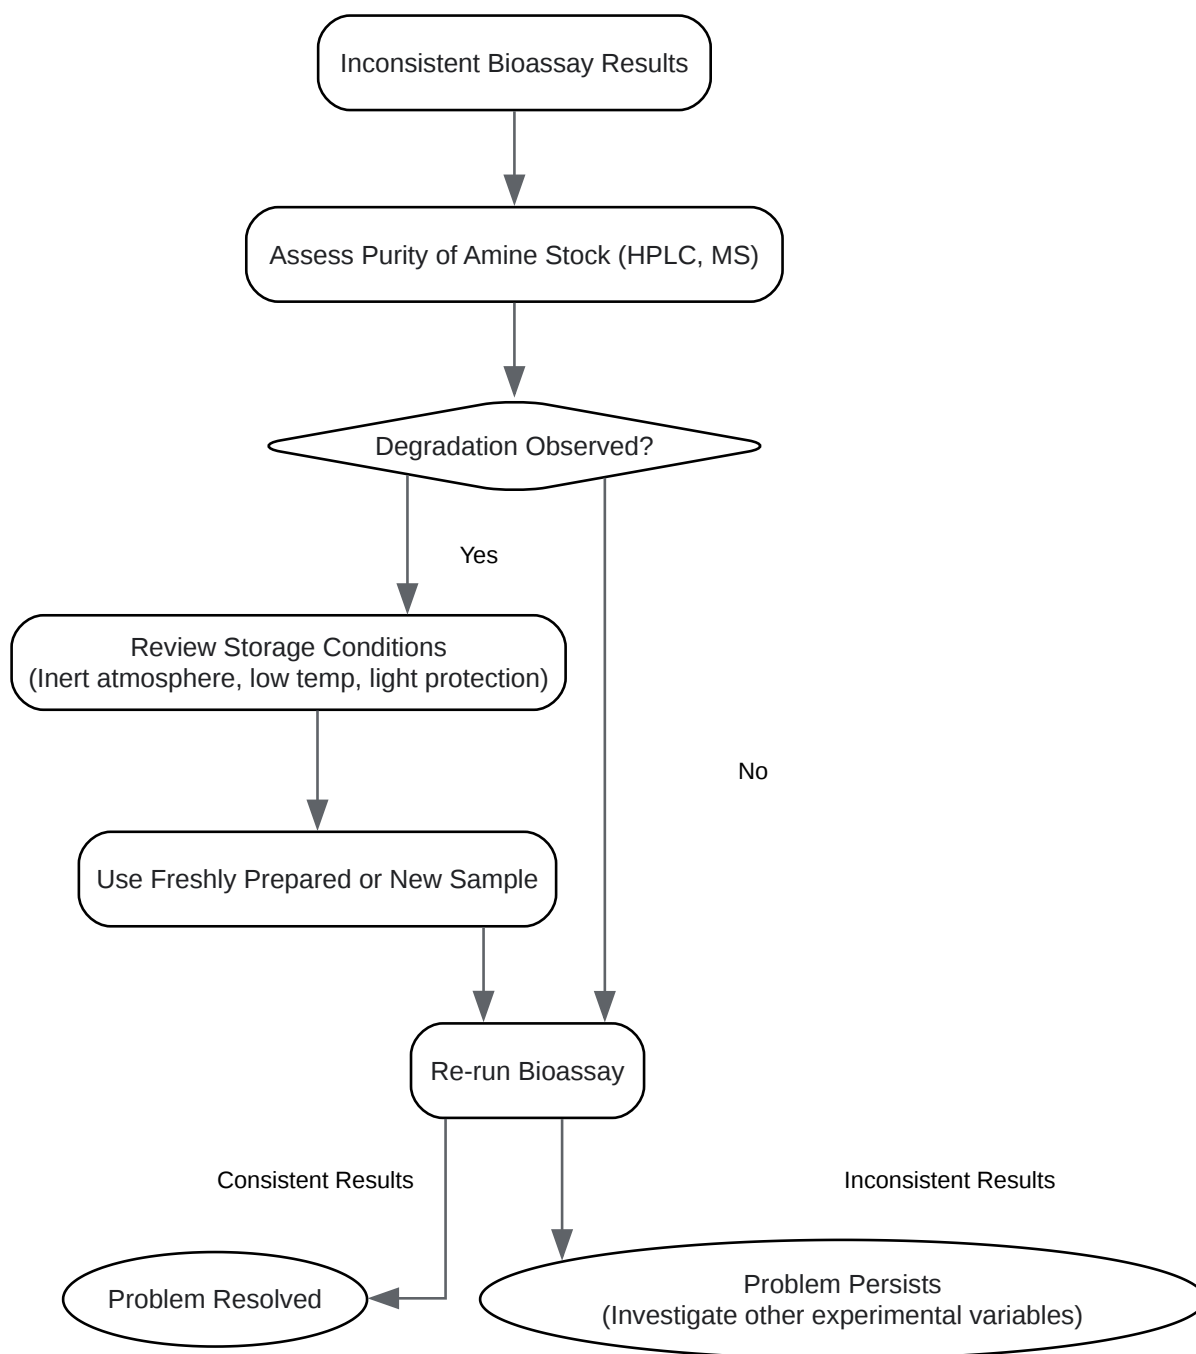 Inconsistent Bioassay Results
Assess Purity of Amine Stock (HPLC, MS)
Degradation Observed?
Yes
Review Storage Conditions
(Inert atmosphere, low temp, light protection)
No
Use Freshly Prepared or New Sample
Re-run Bioassay
Consistent Results
Inconsistent Results
Problem Resolved
Problem Persists
(Investigate other experimental variables)